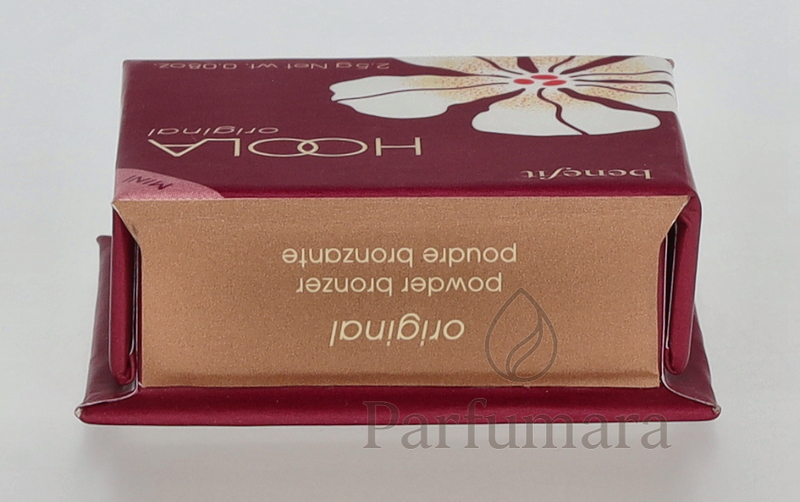 benefit
MINI
HOOLA
original
2.5g Net wt. 0.08oz.
original
powder bronzer
poudre bronzante
Parfumara